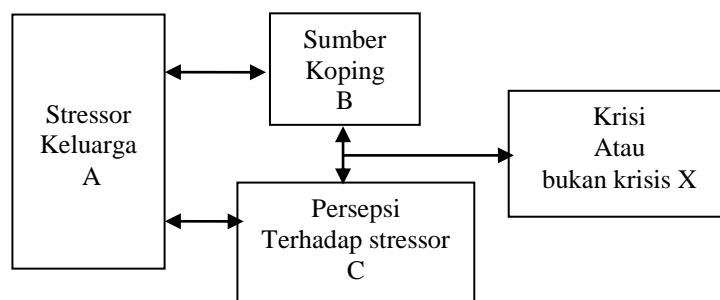 Stressor
Keluarga
A
Sumber
Koping
B
Persepsi
Terhadap stressor
C
Krisi
Atau
bukan krisis X